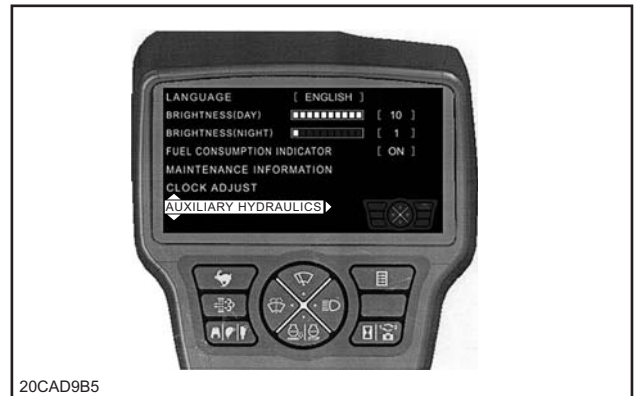 LANGUAGE [ ENGLISH ]
BRIGHTNESS(DAY) [ 10 ]
BRIGHTNESS(NIGHT) [ 1 ]
FUEL CONSUMPTION INDICATOR [ ON ]
MAINTENANCE INFORMATION
CLOCK ADJUST
AUXILIARY HYDRAULICS
20CAD9B5